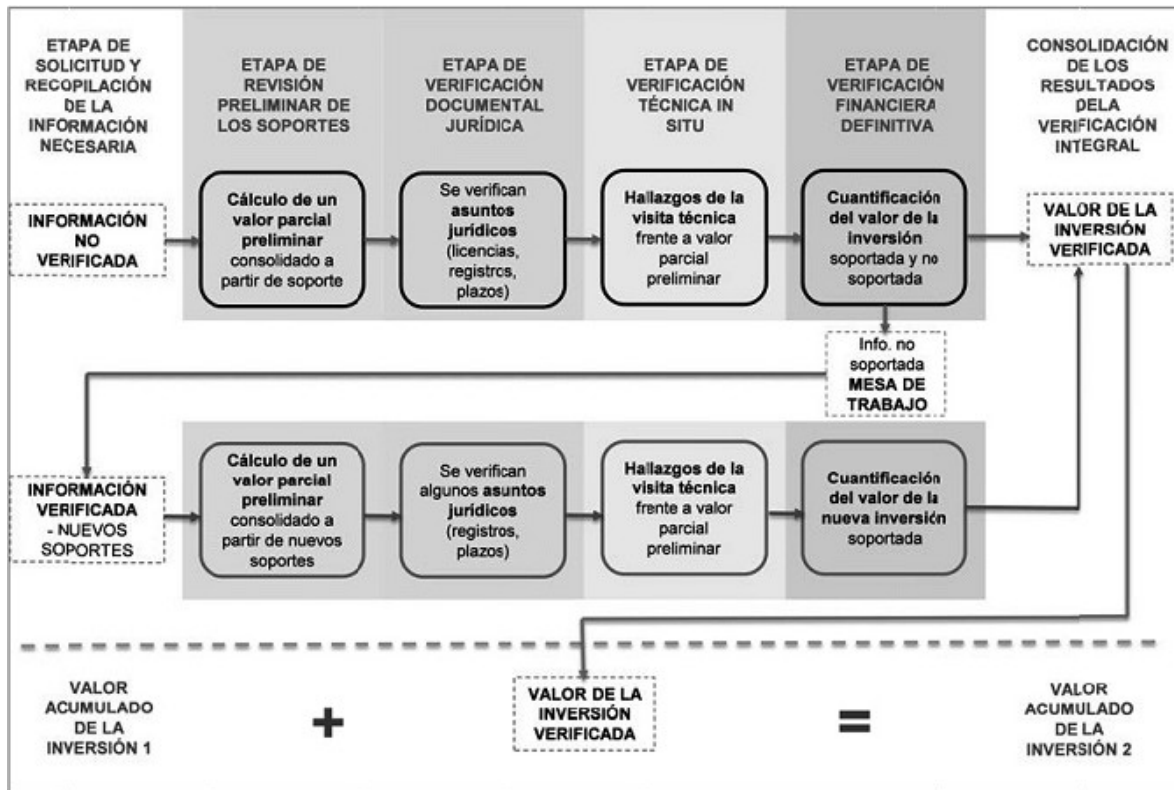 ETAPA DE
SOLICITUD Y
RECOPILACIÓN
DE LA
INFORMACIÓN
NECESARIA
ETAPA DE
REVISIÓN
PRELIMINAR DE
LOS SOPORTES
ETAPA DE
VERIFICACIÓN
DOCUMENTAL
JURÍDICA
ETAPA DE
VERIFICACIÓN
TÉCNICA IN
SITU
ETAPA DE
VERIFICACIÓN
FINANCIERA
DEFINITIVA
CONSOLIDACIÓN
DE LOS
RESULTADOS
DELA
VERIFICACIÓN
INTEGRAL
INFORMACIÓN
NO
VERIFICADA
Cálculo de un
valor parcial
preliminar
consolidado a
partir de soporte
Se verifican
asuntos
jurídicos
(licencias,
registros,
plazos)
Hallazgos de la
visita técnica
frente a valor
parcial
preliminar
Cuantificación
del valor de la
inversión
soportada y no
soportada
VALOR DE LA
INVERSIÓN
VERIFICADA
Info. no
soportada
MESA DE
TRABAJO
INFORMACIÓN
VERIFICADA
- NUEVOS
SOPORTES
Cálculo de un
valor parcial
preliminar
consolidado a
partir de nuevos
soportes
Se verifican
algunos asuntos
jurídicos
(registros,
plazos)
Hallazgos de la
visita técnica
frente a valor
parcial
preliminar
Cuantificación
del valor de la
nueva inversión
soportada
VALOR
ACUMULADO
DE LA
INVERSIÓN 1
+
VALOR DE LA
INVERSIÓN
VERIFICADA
=
VALOR
ACUMULADO
DE LA
INVERSIÓN 2